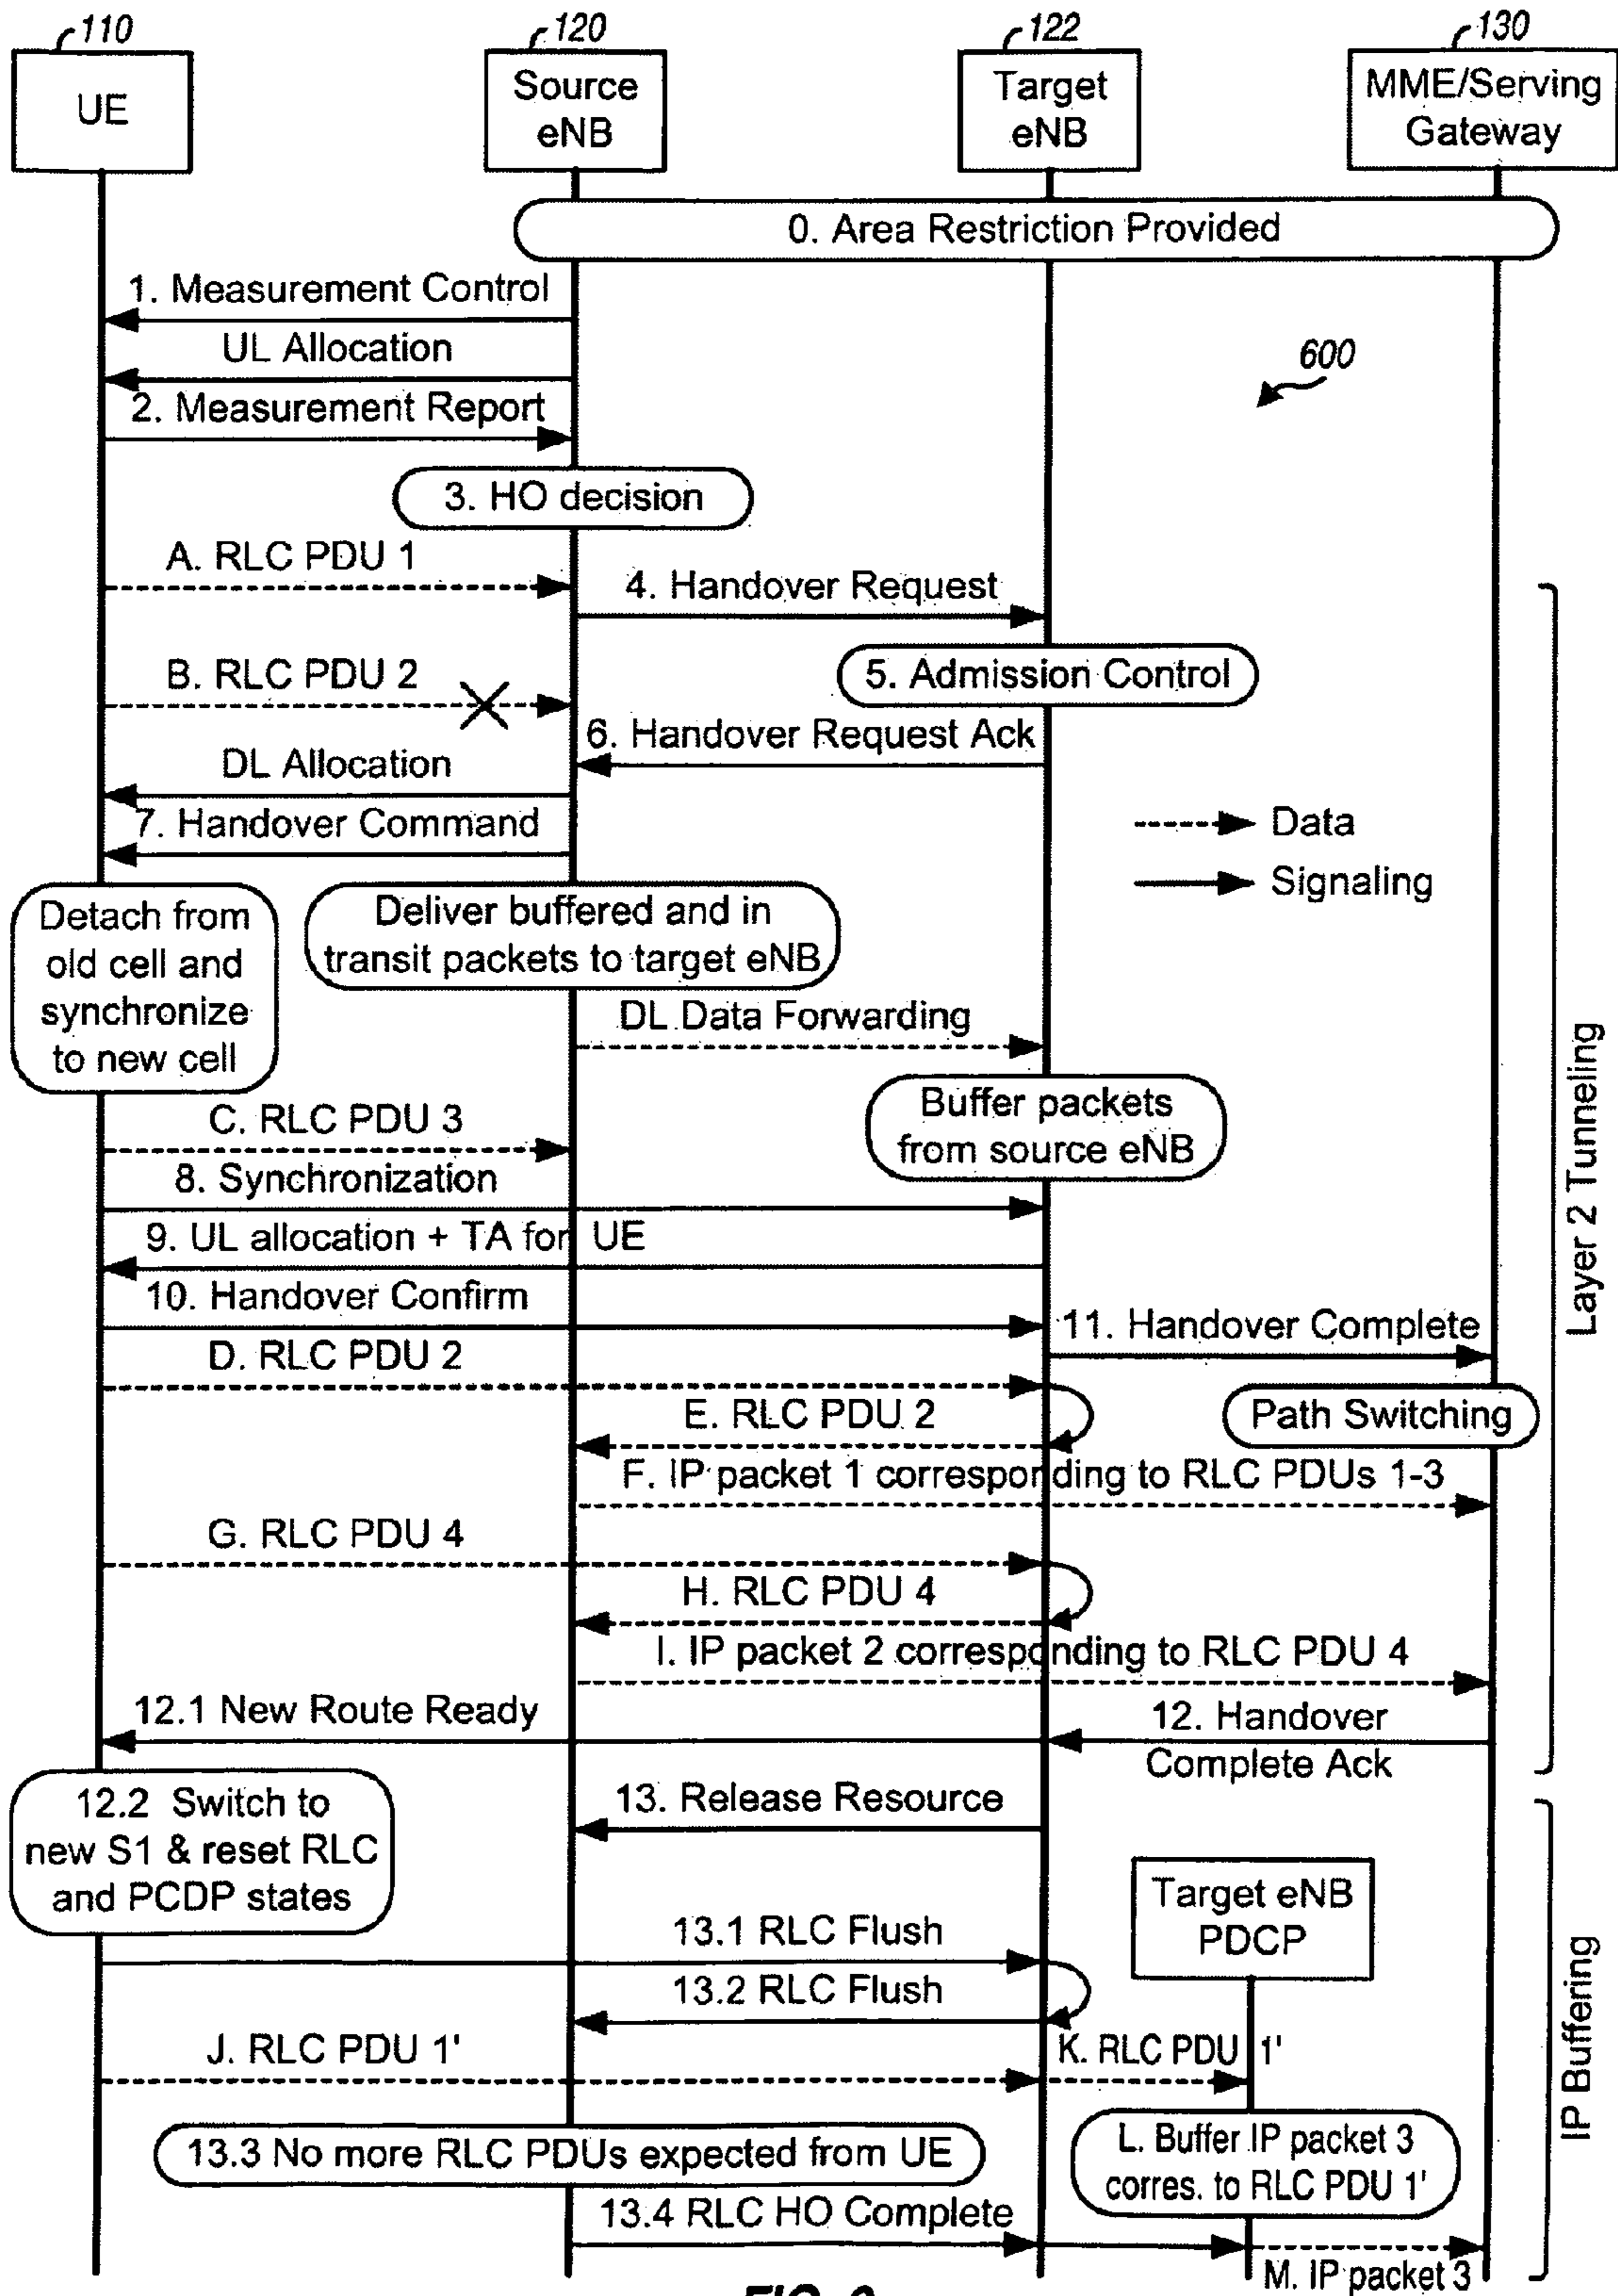 110
120
122
130
UE
Source
eNB
Target
eNB
MME/Serving
Gateway
0. Area Restriction Provided
1. Measurement Control
UL Allocation
600
2. Measurement Report
3. HO decision
A. RLC PDU 1
4. Handover Request
B. RLC PDU 2
5. Admission Control
6. Handover Request Ack
DL Allocation
7. Handover Command
Data
Signaling
Detach from
old cell and
synchronize
to new cell
Deliver buffered and in
transit packets to target eNB
DL Data Forwarding
Buffer packets
from source eNB
C. RLC PDU 3
8. Synchronization
9. UL allocation + TA for UE
10. Handover Confirm
11. Handover Complete
D. RLC PDU 2
Path Switching
E. RLC PDU 2
F. IP packet 1 corresponding to RLC PDUs 1-3
G. RLC PDU 4
H. RLC PDU 4
I. IP packet 2 corresponding to RLC PDU 4
12.1 New Route Ready
12. Handover
Complete Ack
Layer 2 Tunneling
12.2 Switch to
new S1 & reset RLC
and PCDP states
13. Release Resource
Target eNB
PDCP
13.1 RLC Flush
13.2 RLC Flush
J. RLC PDU 1'
K. RLC PDU 1'
13.3 No more RLC PDUs expected from UE
L. Buffer IP packet 3
corres. to RLC PDU 1'
13.4 RLC HO Complete
M. IP packet 3
IP Buffering